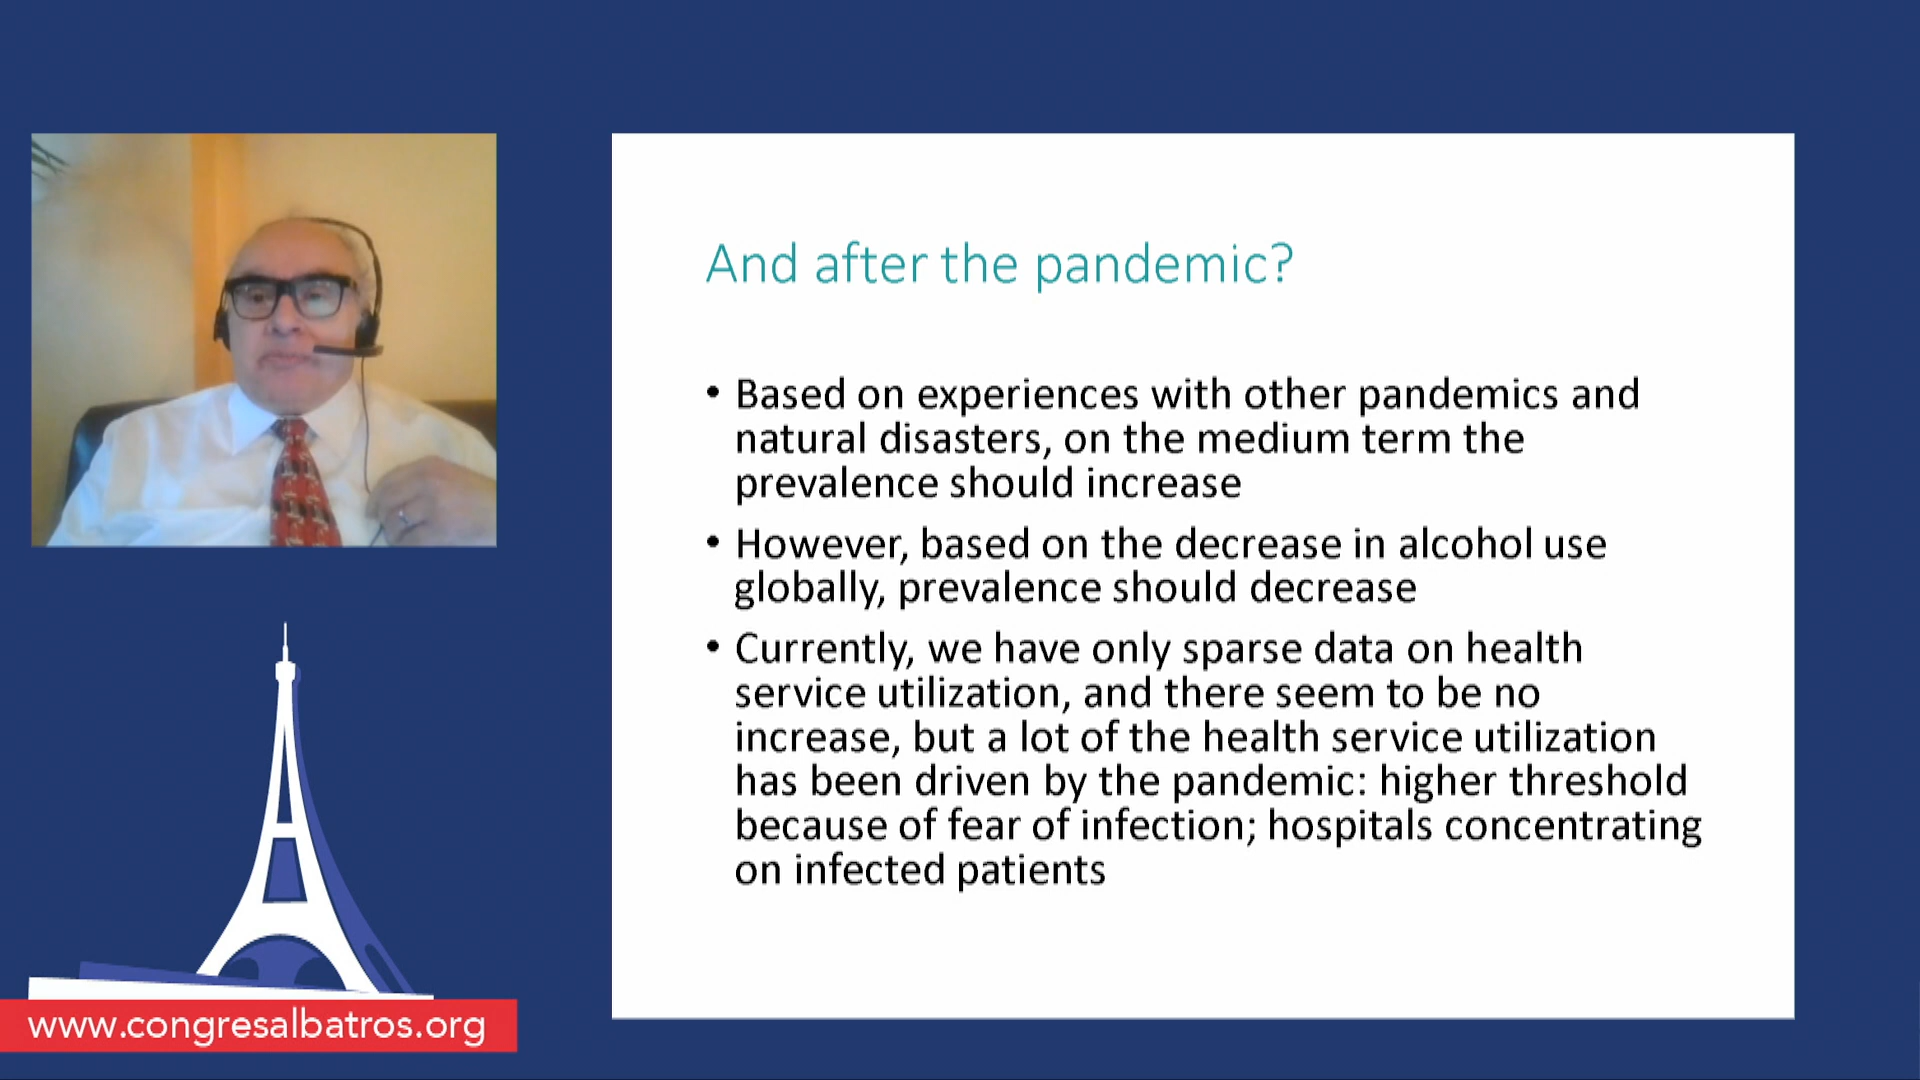 And after the pandemic?
• Based on experiences with other pandemics and
natural disasters, on the medium term the
prevalence should increase
• However, based on the decrease in alcohol use
globally, prevalence should decrease
• Currently, we have only sparse data on health
service utilization, and there seem to be no
increase, but a lot of the health service utilization
has been driven by the pandemic: higher threshold
because of fear of infection; hospitals concentrating
on infected patients
www.congresalbatros.org